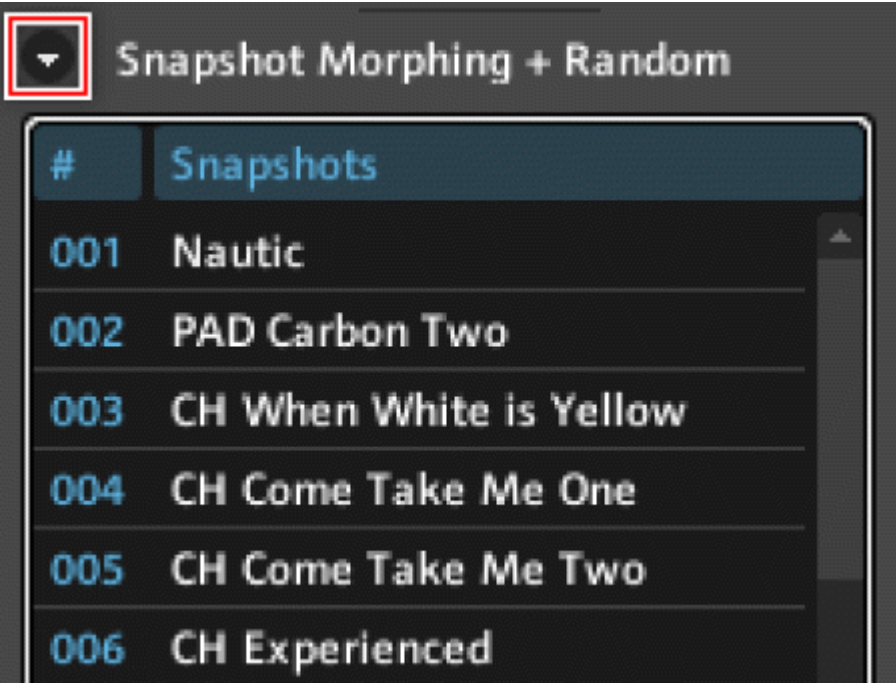 Snapshot Morphing + Random
# Snapshots
001 Nautic
002 PAD Carbon Two
003 CH When White is Yellow
004 CH Come Take Me One
005 CH Come Take Me Two
006 CH Experienced